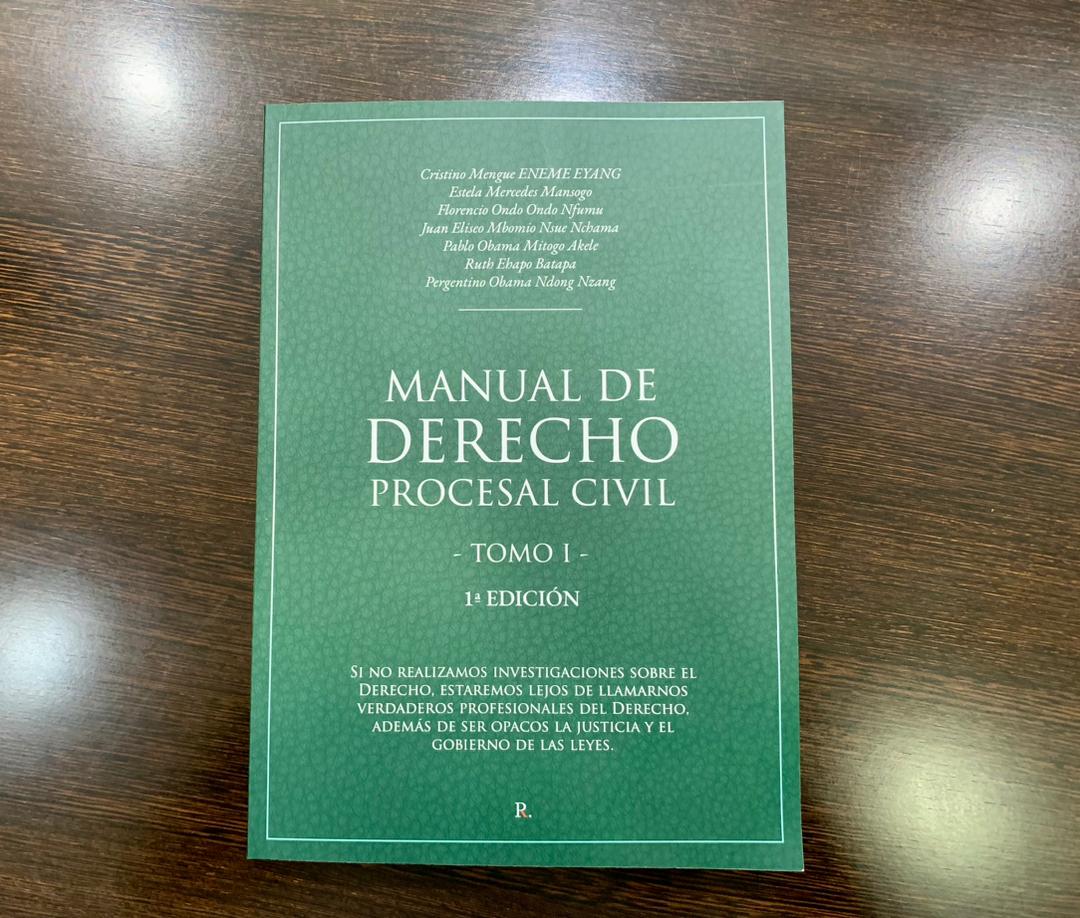 Cristino Mengue ENEME EYANG
Estela Mercedes Mansogo
Florencio Ondo Ondo Nfumu
Juan Eliseo Mbomio Nsue Nchama
Pablo Obama Mitogo Akele
Ruth Ehapo Batapa
Pergentino Obama Ndong Nzang
MANUAL DE
DERECHO
PROCESAL CIVIL
- TOMO I -
1ª EDICIÓN
SI NO REALIZAMOS INVESTIGACIONES SOBRE EL
DERECHO, ESTAREMOS LEJOS DE LLAMARNOS
VERDADEROS PROFESIONALES DEL DERECHO,
ADEMÁS DE SER OPACOS LA JUSTICIA Y EL
GOBIERNO DE LAS LEYES.
R.